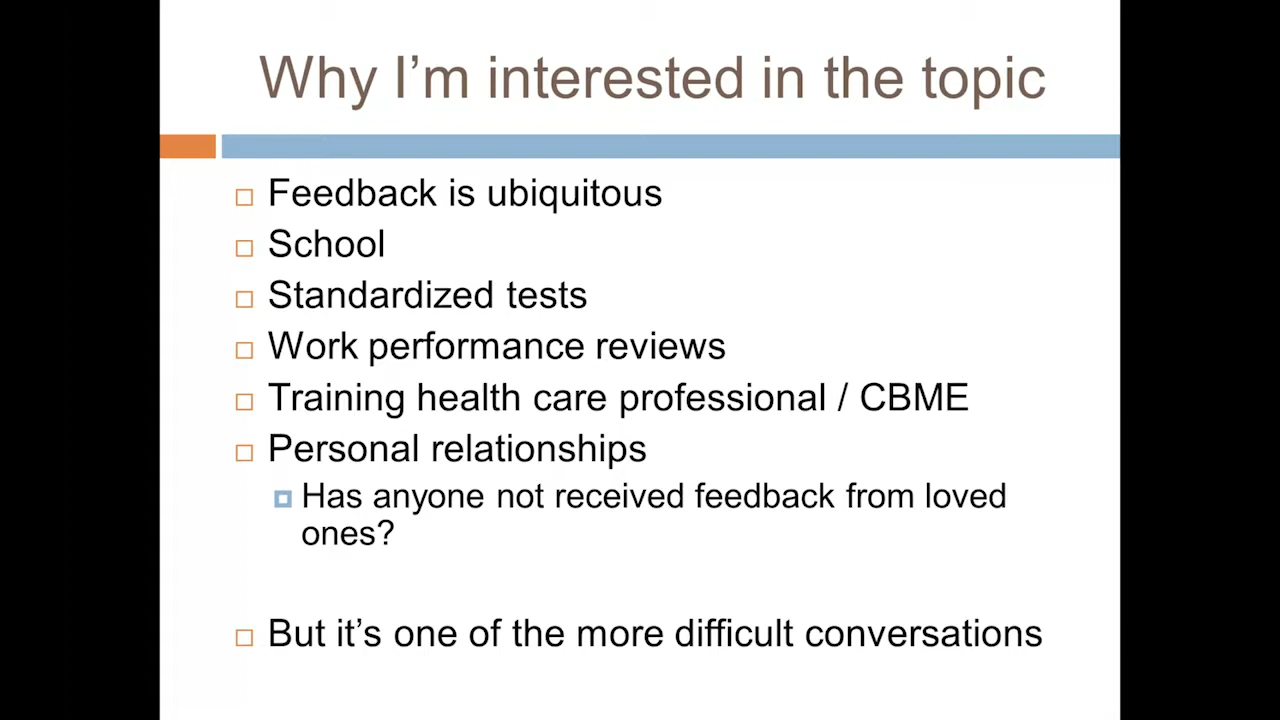 Why I'm interested in the topic
Feedback is ubiquitous
School
Standardized tests
Work performance reviews
Training health care professional / CBME
Personal relationships
Has anyone not received feedback from loved
ones?
But it's one of the more difficult conversations